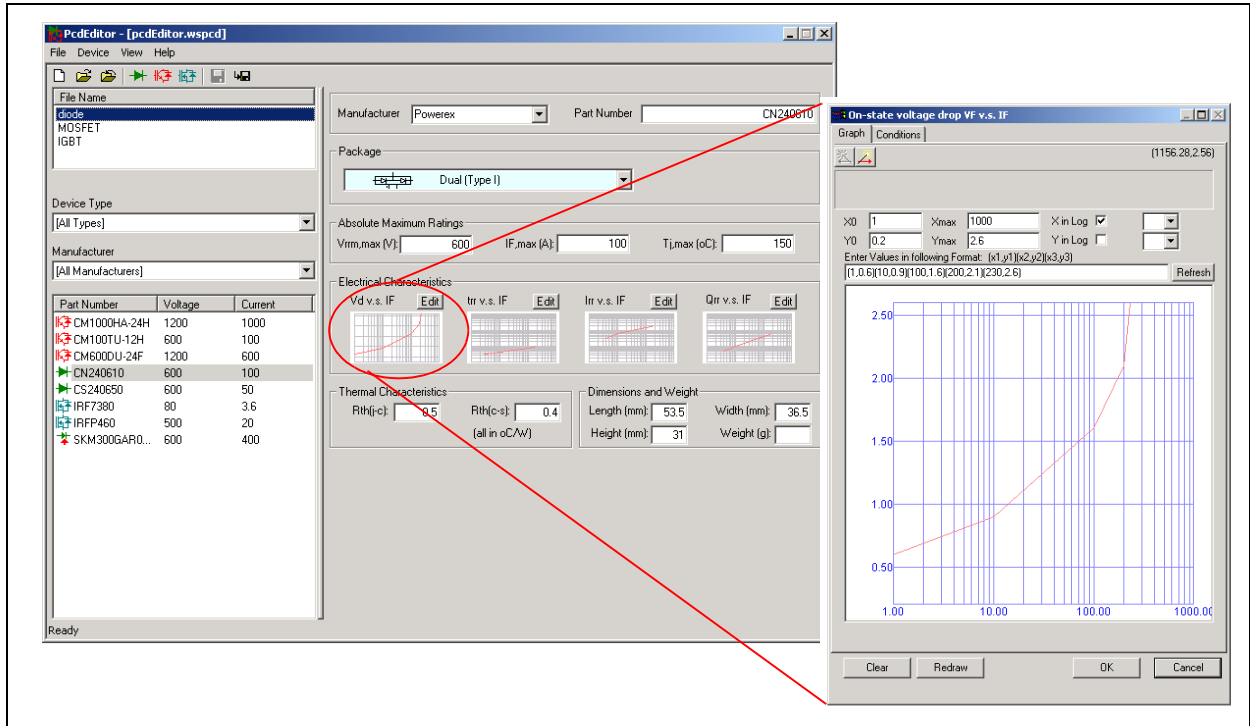 PcdEditor - [pcdEditor.wspcd]
File Device View Help
File Name
diode
MOSFET
IGBT
Device Type
[All Types]
Manufacturer
[All Manufacturers]
Part Number Voltage Current
CM1000HA-24H 1200 1000
CM100TU-12H 600 100
CM600DU-24F 1200 600
CN240610 600 100
CS240650 600 50
IRF7380 80 3.6
IRFP460 500 20
SKM300GAR0... 600 400
Ready
Manufacturer Powerex Part Number CN240610
Package
Dual (Type I)
Absolute Maximum Ratings
Vrrm,max (V): 600 IF,max (A): 100 Tj,max (oC): 150
Electrical Characteristics
Vd v.s. IF Edit trr v.s. IF Edit Irr v.s. IF Edit Qrr v.s. IF Edit
Thermal Characteristics
Rth(j-c): 0.5 Rth(c-s): 0.4
(all in oC/W)
Dimensions and Weight
Length (mm): 53.5 Width (mm): 36.5
Height (mm): 31 Weight (g):
On-state voltage drop VF v.s. IF
Graph Conditions
(1156.28,2.56)
X0 1 Xmax 1000 X in Log
Y0 0.2 Ymax 2.6 Y in Log
Enter Values in following Format: (x1,y1)(x2,y2)(x3,y3)
(1,0.6)(10,0.9)(100,1.6)(200,2.1)(230,2.6) Refresh
2.50
2.00
1.50
1.00
0.50
1.00 10.00 100.00 1000.00
Clear Redraw OK Cancel